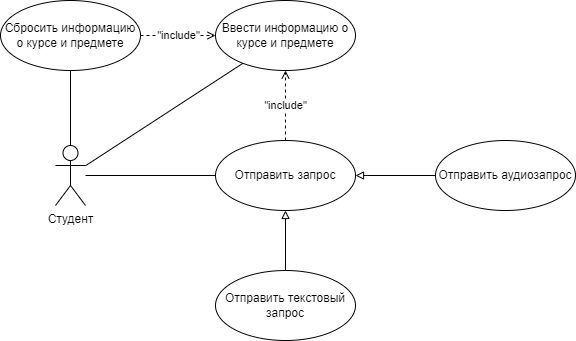 Сбросить информацию
о курсе и предмете
"include"
Ввести информацию о
курсе и предмете
"include"
Отправить запрос
Отправить аудиозапрос
Студент
Отправить текстовый
запрос